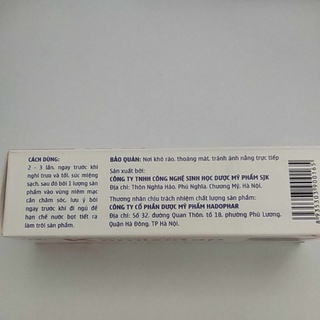 CÁCH DÙNG:
2 - 3 lần, ngay trước khi
nghỉ trưa và tối, súc miệng
sạch, sau đó bôi 1 lượng sản
phẩm vào vùng niêm mạc
cần chăm sóc, lưu ý bôi
ngay trước khi đi ngủ để
hạn chế nước bọt tiết ra
làm trôi sản phẩm.
BẢO QUẢN: Nơi khô ráo, thoáng mát, tránh ánh nắng trực tiếp
Sản xuất bởi:
CÔNG TY TNHH CÔNG NGHỆ SINH HỌC DƯỢC MỸ PHẨM SJK
Địa chỉ: Thôn Nghĩa Hảo, Phú Nghĩa, Chương Mỹ, Hà Nội.
Thương nhân chịu trách nhiệm chất lượng sản phẩm:
CÔNG TY CỔ PHẦN DƯỢC MỸ PHẨM HADOPHAR
Địa chỉ: Số 32, đường Quan Thôn, tổ 18, phường Phú Lương,
Quận Hà Đông, TP.Hà Nội.